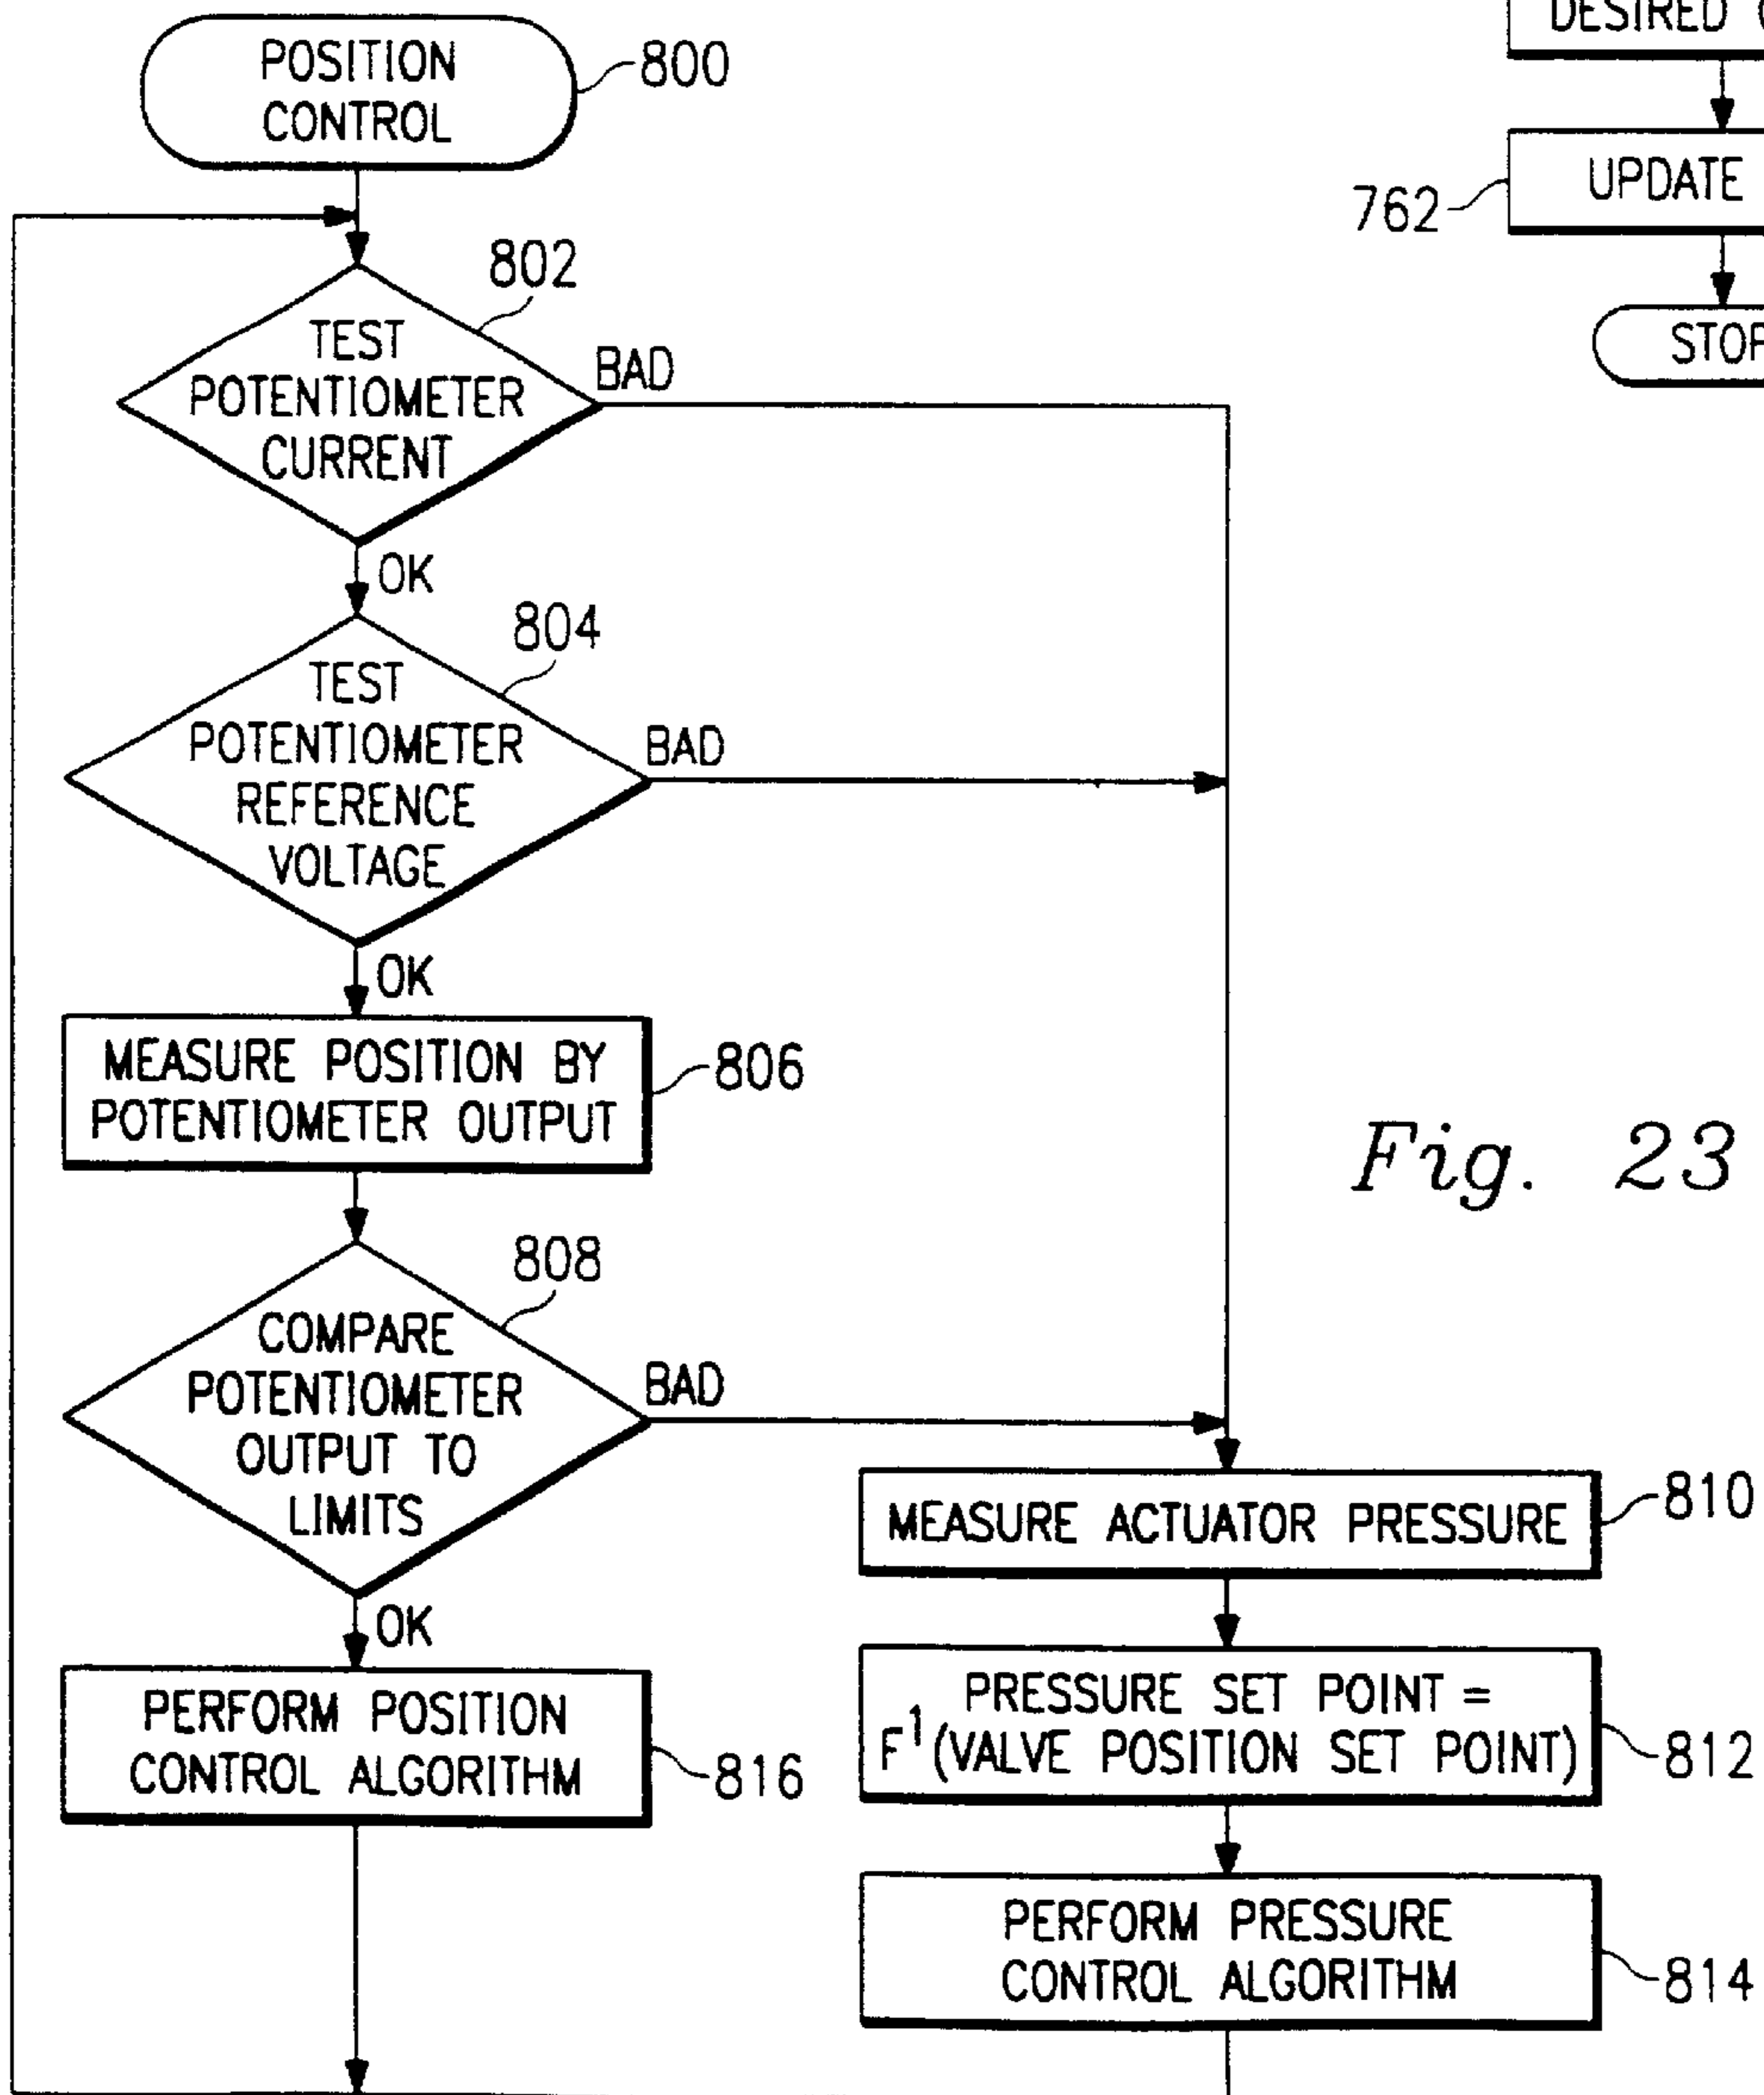 POSITION
CONTROL
800
802
TEST
POTENTIOMETER
CURRENT
BAD
OK
804
TEST
POTENTIOMETER
REFERENCE
VOLTAGE
BAD
OK
MEASURE POSITION BY
POTENTIOMETER OUTPUT
806
808
COMPARE
POTENTIOMETER
OUTPUT TO
LIMITS
BAD
OK
PERFORM POSITION
CONTROL ALGORITHM
816
MEASURE ACTUATOR PRESSURE
810
PRESSURE SET POINT =
F¹(VALVE POSITION SET POINT)
812
PERFORM PRESSURE
CONTROL ALGORITHM
814
DESIRED
762
UPDATE
STOP
Fig. 23